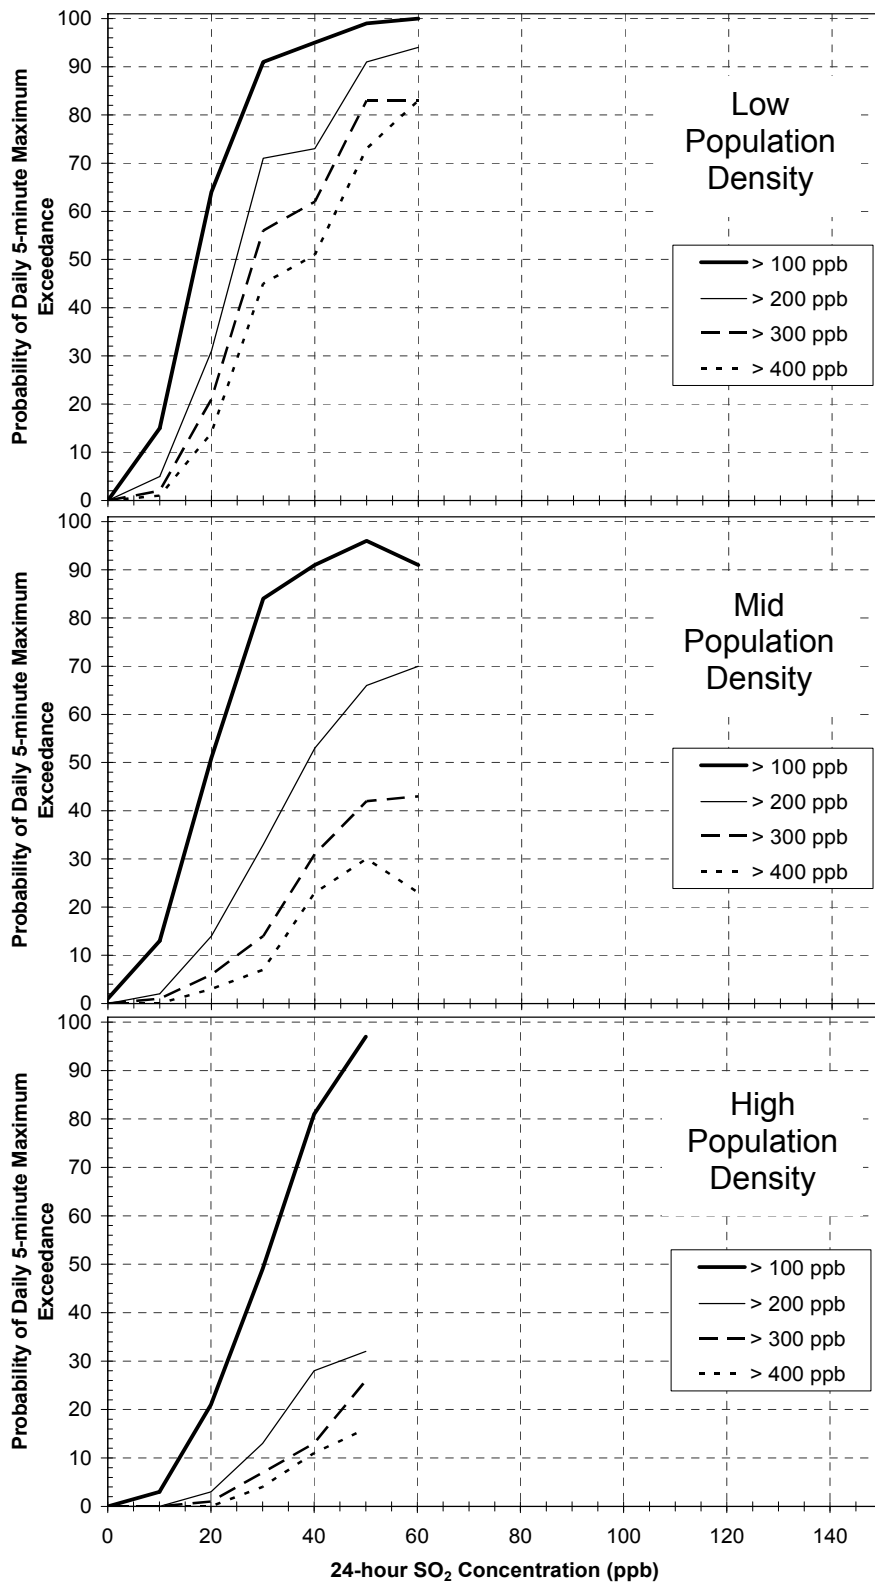 Probability of Daily 5-minute Maximum
Exceedance
100
90
80
70
60
50
40
30
20
10
0
Low
Population
Density
> 100 ppb
> 200 ppb
> 300 ppb
> 400 ppb
Probability of Daily 5-minute Maximum
Exceedance
100
90
80
70
60
50
40
30
20
10
0
Mid
Population
Density
> 100 ppb
> 200 ppb
> 300 ppb
> 400 ppb
Probability of Daily 5-minute Maximum
Exceedance
100
90
80
70
60
50
40
30
20
10
0
High
Population
Density
> 100 ppb
> 200 ppb
> 300 ppb
> 400 ppb
0 20 40 60 80 100 120 140
24-hour SO₂ Concentration (ppb)